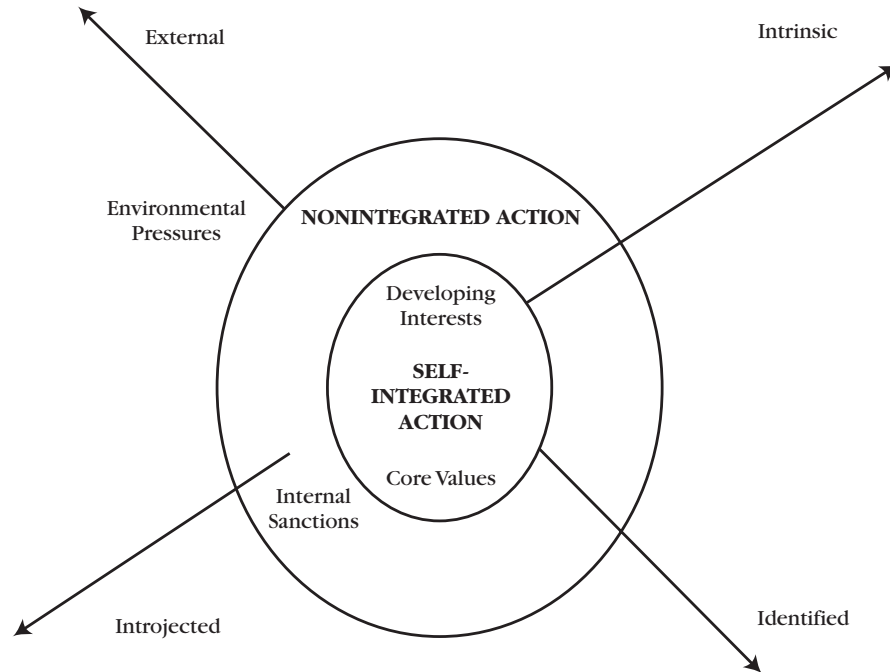 External
Intrinsic
Environmental
Pressures
NONINTEGRATED ACTION
Developing
Interests
SELF-
INTEGRATED
ACTION
Core Values
Internal
Sanctions
Introjected
Identified